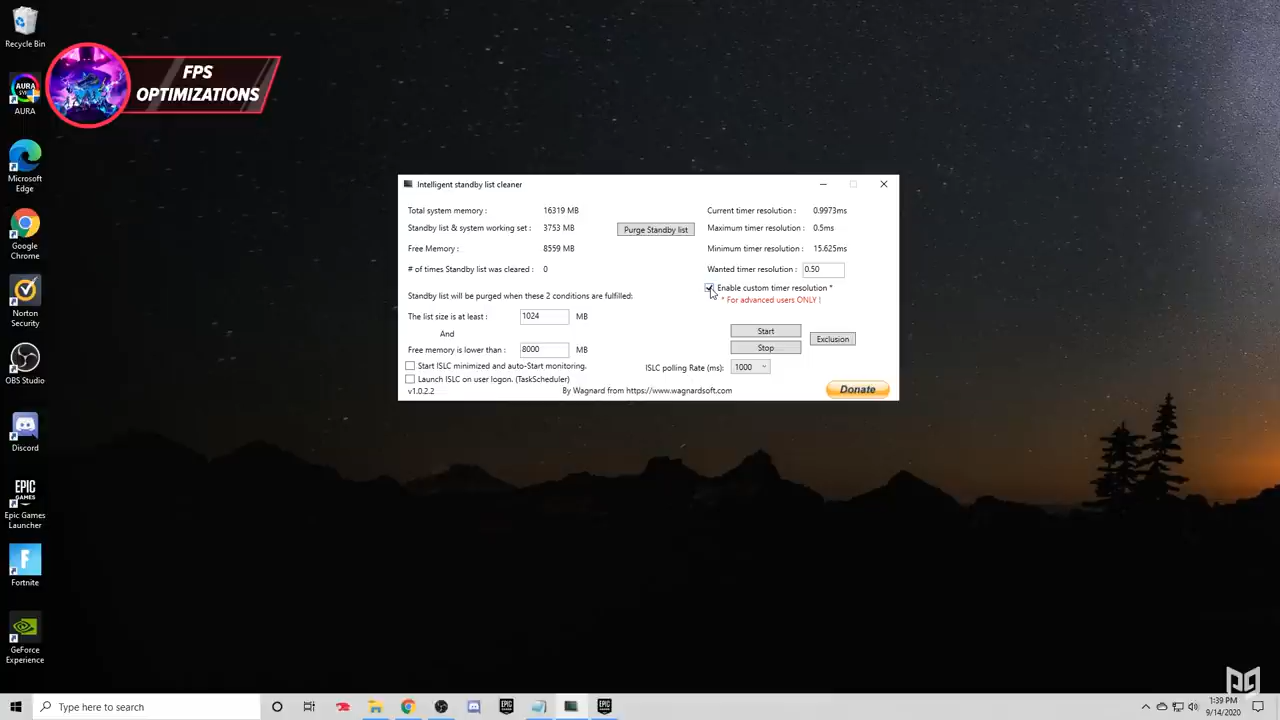 Recycle Bin
FPS
OPTIMIZATIONS
AURA
AURA
Microsoft
Edge
Google
Chrome
Norton
Security
OBS Studio
Discord
EPIC
GAMES
Epic Games
Launcher
Fortnite
GeForce
Experience
Intelligent standby list cleaner
Total system memory : 16319 MB
Standby list & system working set : 3753 MB
Free Memory : 8559 MB
# of times Standby list was cleared : 0
Purge Standby list
Standby list will be purged when these 2 conditions are fulfilled:
The list size is at least : 1024 MB
And
Free memory is lower than : 8000 MB
Start ISLC minimized and auto-Start monitoring.
Launch ISLC on user logon. (TaskScheduler)
v1.0.2.2
By Wagnard from https://www.wagnardsoft.com
Current timer resolution : 0.9973ms
Maximum timer resolution : 0.5ms
Minimum timer resolution : 15.625ms
Wanted timer resolution : 0.50
Enable custom timer resolution *
* For advanced users ONLY !
Start
Stop
Exclusion
ISLC polling Rate (ms): 1000
Donate
Type here to search
1:39 PM
9/14/2020